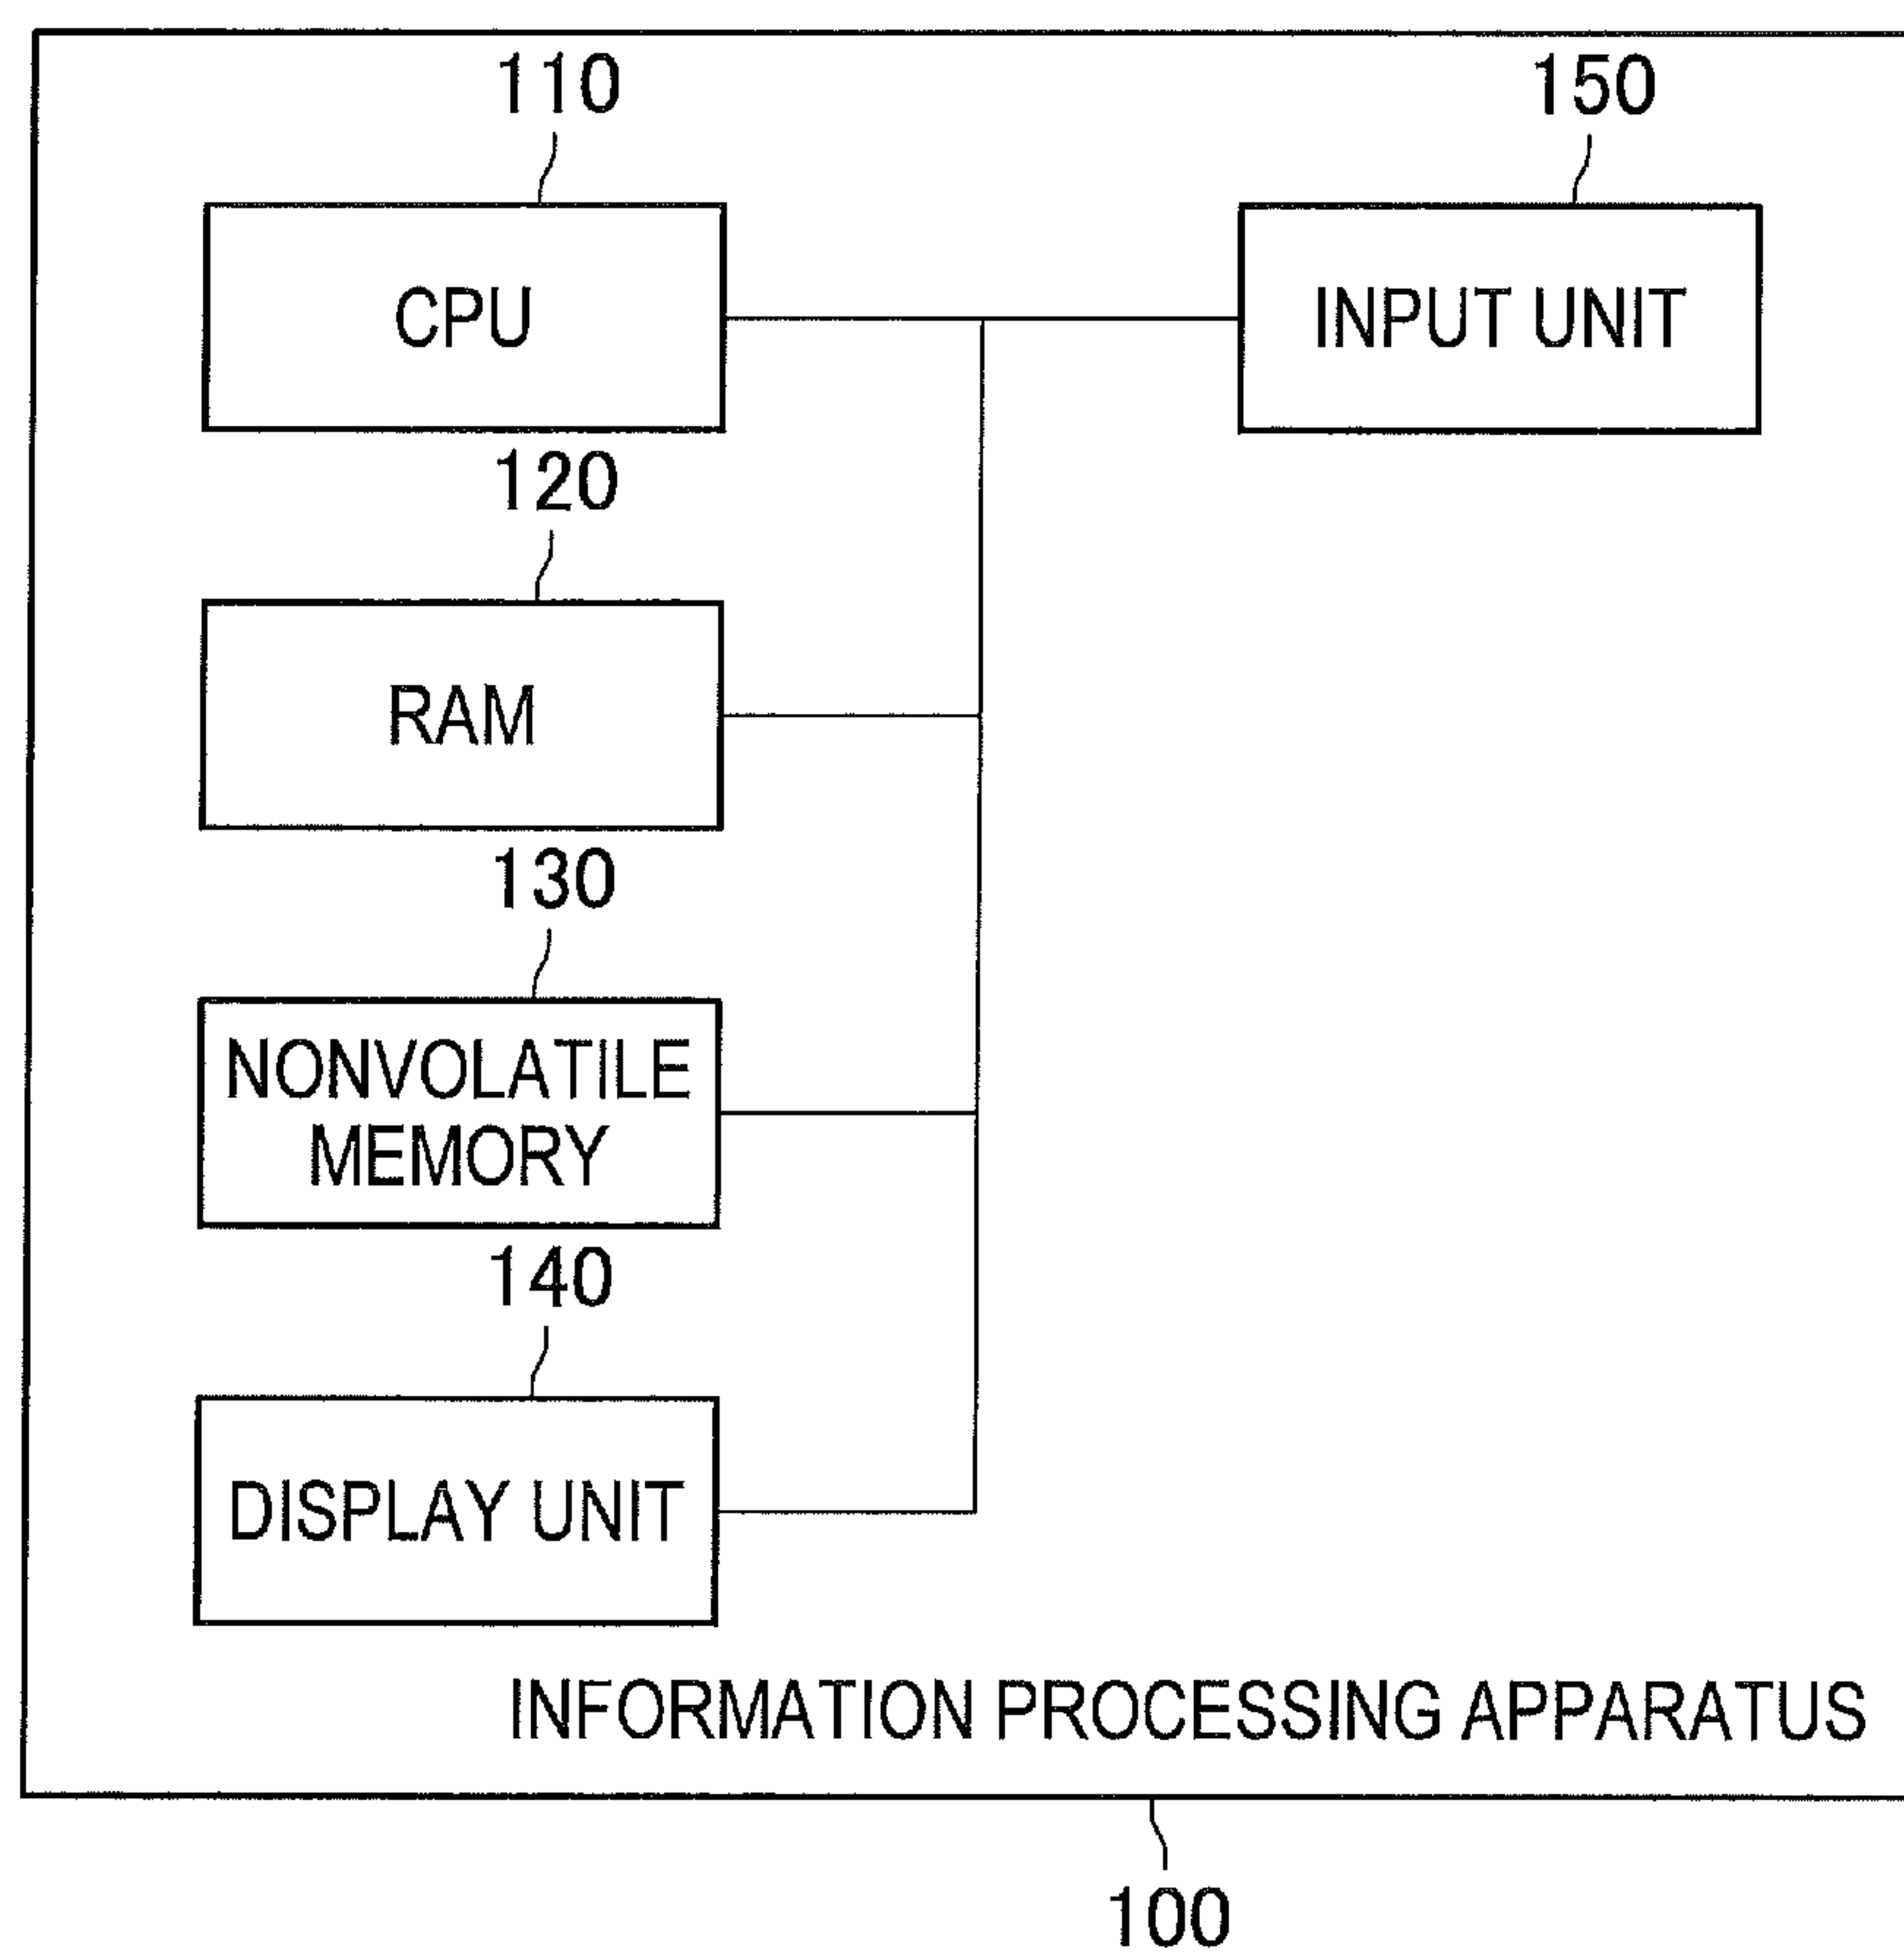 110
150
CPU
INPUT UNIT
120
RAM
130
NONVOLATILE
MEMORY
140
DISPLAY UNIT
INFORMATION PROCESSING APPARATUS
100